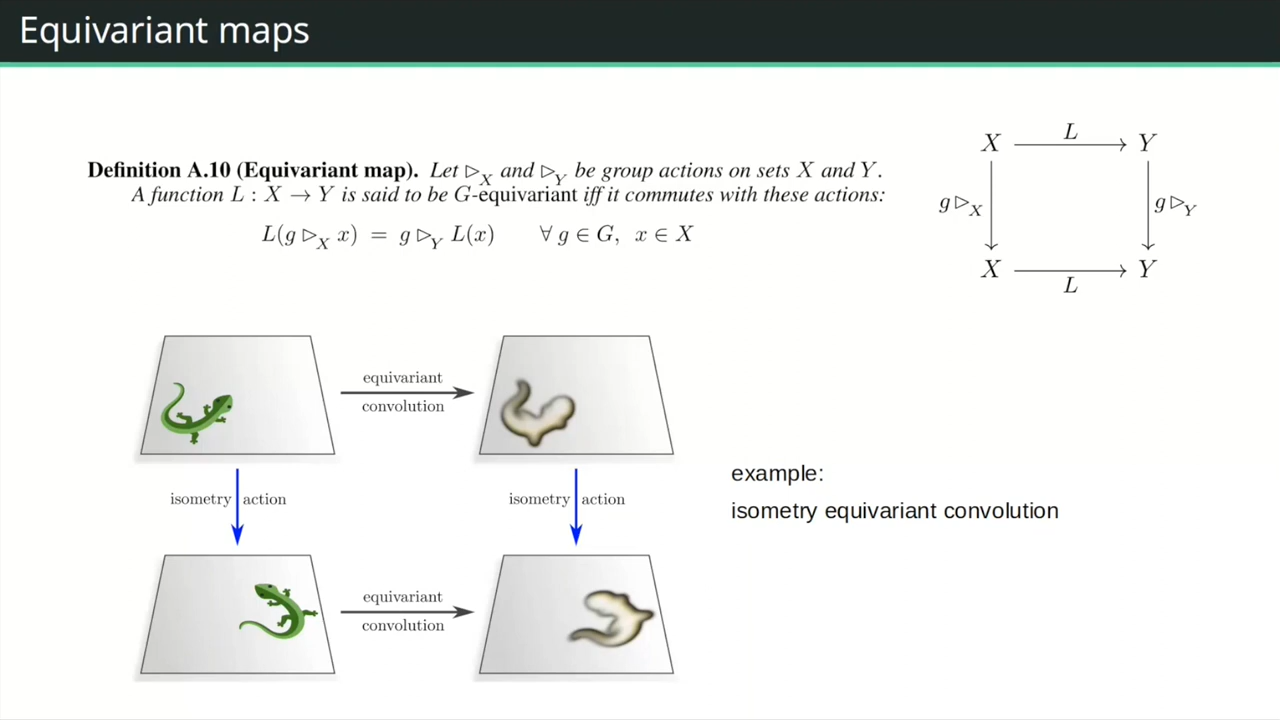 Equivariant maps
Definition A.10 (Equivariant map). Let ▷_X and ▷_Y be group actions on sets X and Y.
A function L : X → Y is said to be G-equivariant iff it commutes with these actions:
L(g ▷_X x) = g ▷_Y L(x) ∀ g ∈ G, x ∈ X
X L Y
g ▷_X g ▷_Y
X L Y
equivariant
convolution
isometry action
isometry action
equivariant
convolution
example:
isometry equivariant convolution